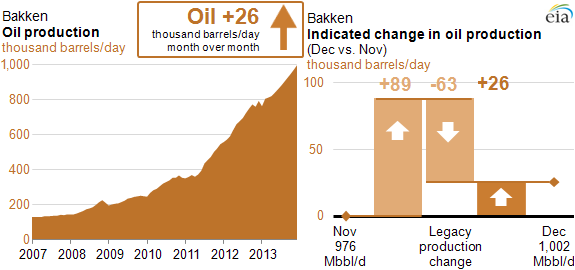 Bakken
Oil production
thousand barrels/day
Oil +26
thousand barrels/day
month over month
1,000
800
600
400
200
0
2007 2008 2009 2010 2011 2012 2013
Bakken
Indicated change in oil production
(Dec vs. Nov)
thousand barrels/day
eia
100
50
0
+89 -63 +26
Nov
976
Mbbl/d
Legacy
production
change
Dec
1,002
Mbbl/d